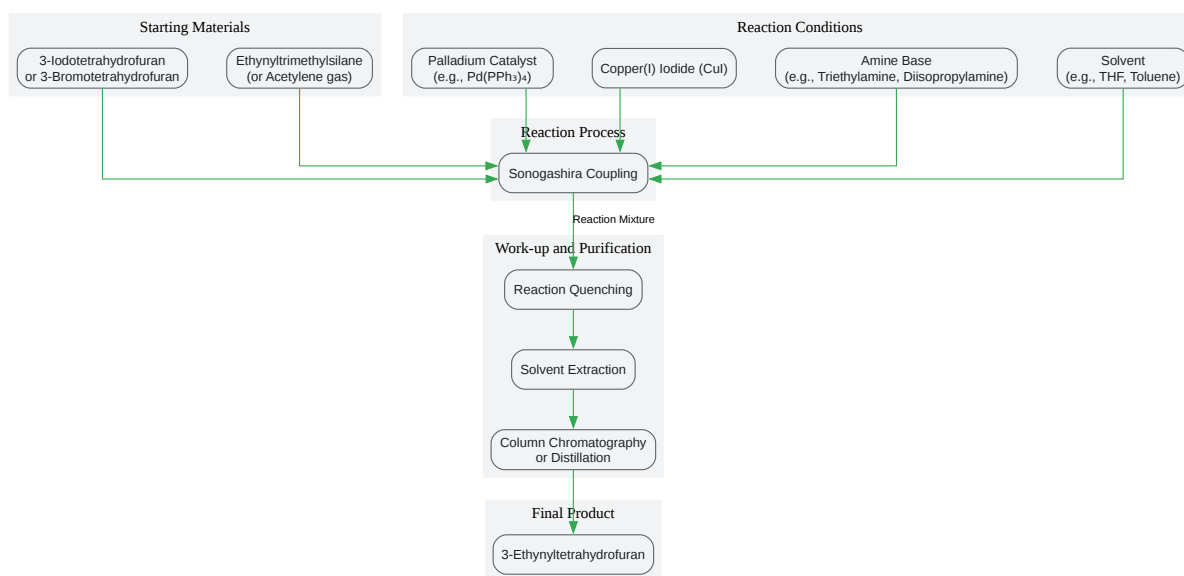 Starting Materials
Reaction Conditions
3-Iodotetrahydrofuran
or 3-Bromotetrahydrofuran
Ethynyltrimethylsilane
(or Acetylene gas)
Palladium Catalyst
(e.g., Pd(PPh₃)₄)
Copper(I) Iodide (CuI)
Amine Base
(e.g., Triethylamine, Diisopropylamine)
Solvent
(e.g., THF, Toluene)
Reaction Process
Sonogashira Coupling
Reaction Mixture
Work-up and Purification
Reaction Quenching
Solvent Extraction
Column Chromatography
or Distillation
Final Product
3-Ethynyltetrahydrofuran